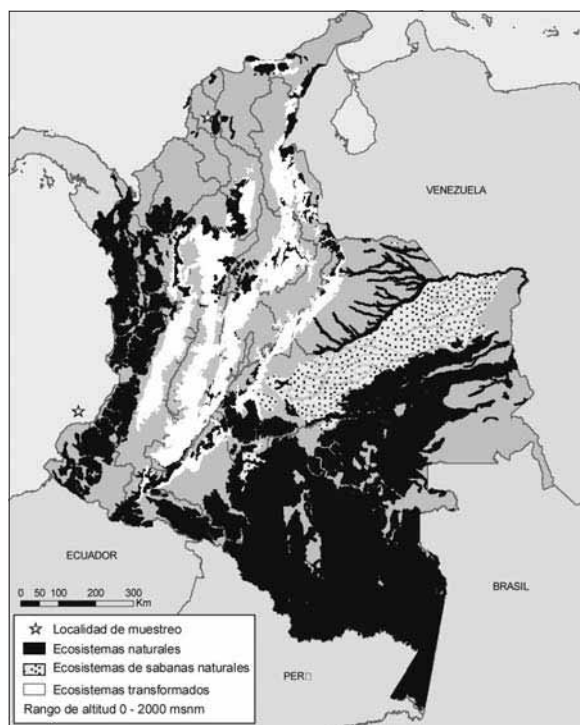 VENEZUELA
ECUADOR
BRASIL
PER□
0 50 100 200 300
Km
Localidad de muestreo
Ecosistemas naturales
Ecosistemas de sabanas naturales
Ecosistemas transformados
Rango de altitud 0 - 2000 msnm